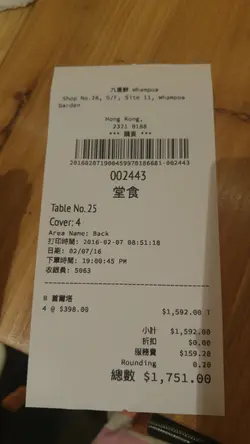 Whampoa
Shop No.26, G/f, Site 11, Whampoa
Garden
Hong Kong,
2321 0188
*** ***
002443
堂食
Table No. 25
Cover: 4
Area Name: Back
打印時間: 2016-02-07 08:51:18
日期: 02/07/16
下單時間: 19:09:45 PM
收銀員: 5003
4 @ $398.00 $1,592.00 T
小計 $1,592.00
折扣 $0.00
服務費 $159.20
Rounding 0.20
總數 $1,751.00